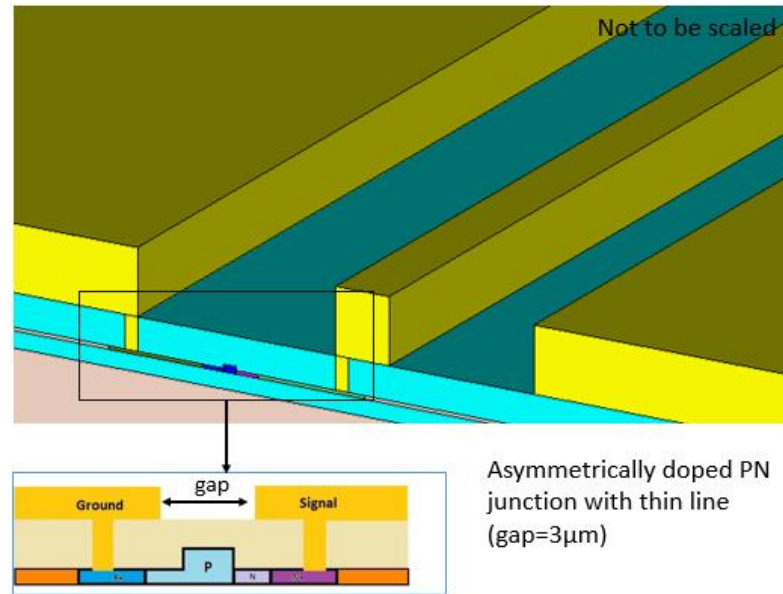 Not to be scaled
gap
Ground
Signal
P
N
Asymmetrically doped PN
junction with thin line
(gap=3μm)